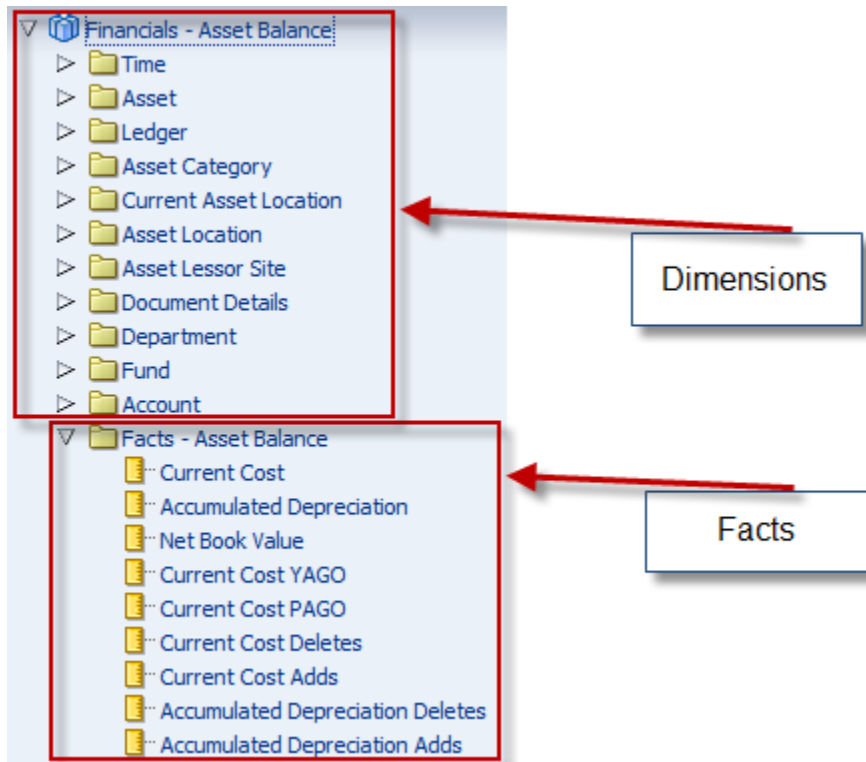 Financials - Asset Balance
Time
Asset
Ledger
Asset Category
Current Asset Location
Asset Location
Asset Lessor Site
Document Details
Department
Fund
Account
Facts - Asset Balance
Current Cost
Accumulated Depreciation
Net Book Value
Current Cost YAGO
Current Cost PAGO
Current Cost Deletes
Current Cost Adds
Accumulated Depreciation Deletes
Accumulated Depreciation Adds
Dimensions
Facts